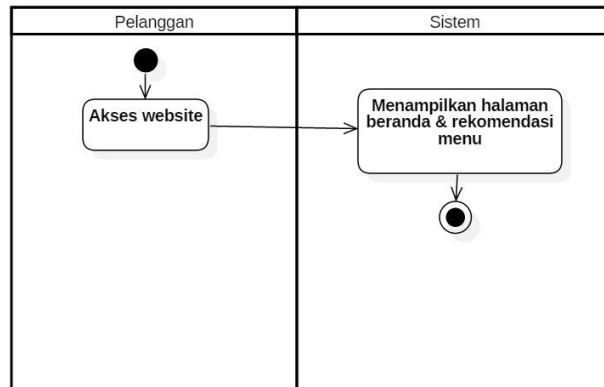 Pelanggan
Sistem
Akses website
Menampilkan halaman
beranda & rekomendasi
menu